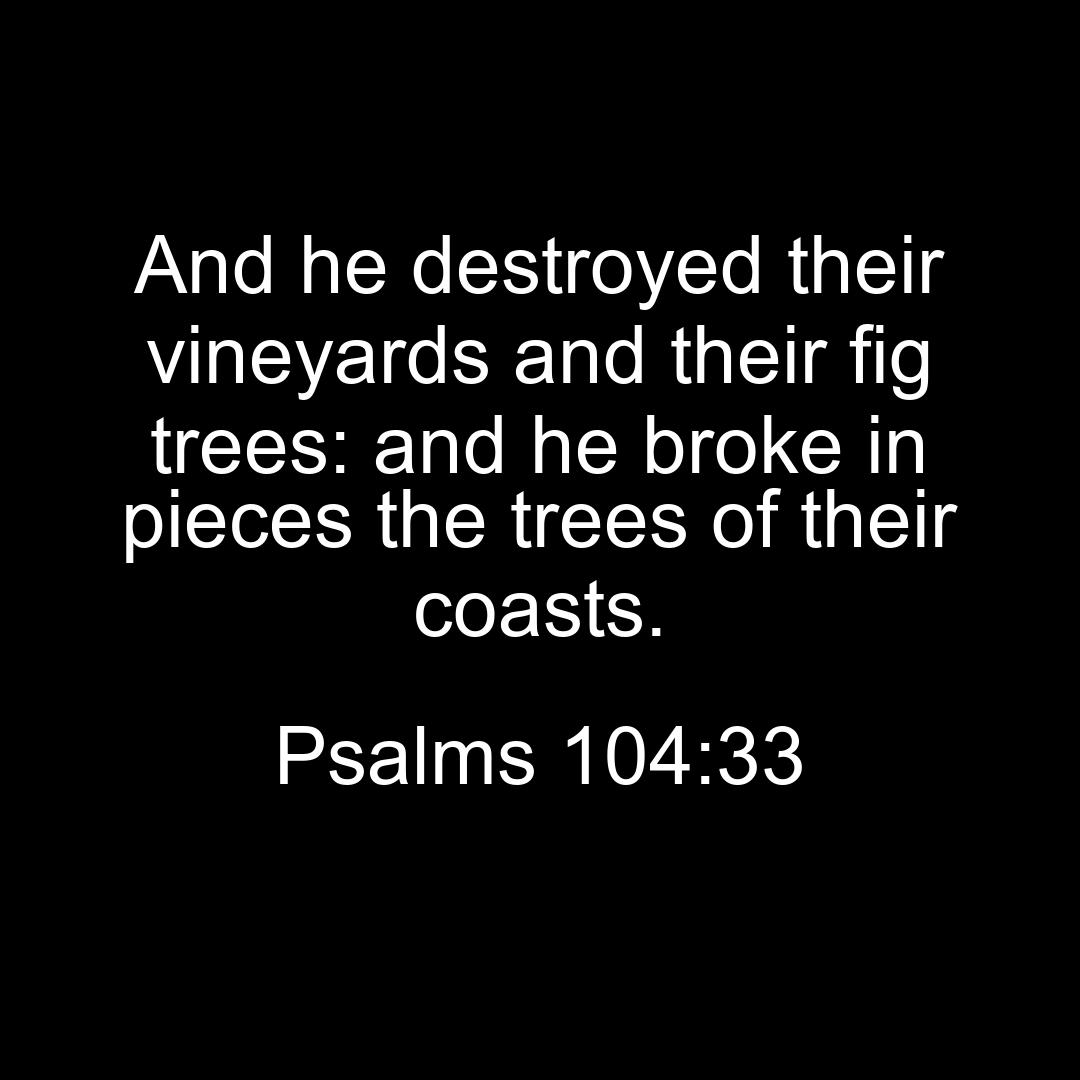 And he destroyed their
vineyards and their fig
trees: and he broke in
pieces the trees of their
coasts.
Psalms 104:33